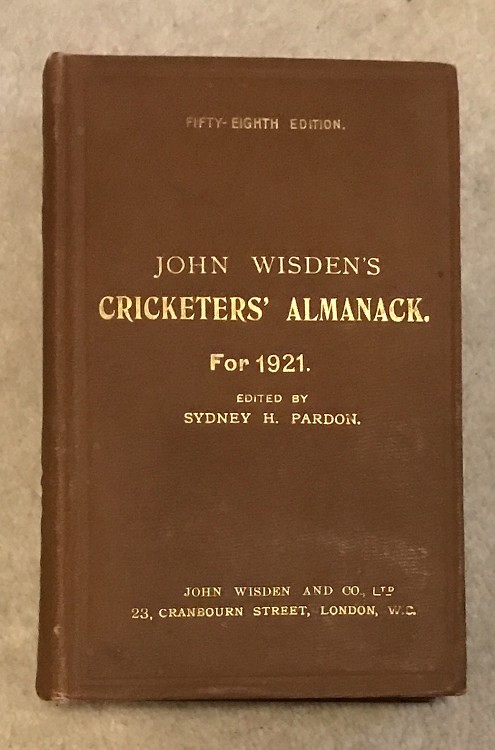 FIFTY-EIGHTH EDITION.
JOHN WISDEN'S
CRICKETERS' ALMANACK.
For 1921.
EDITED BY
SYDNEY H. PARDON.
JOHN WISDEN AND CO., LTD
23, CRANBOURN STREET, LONDON, W.C.